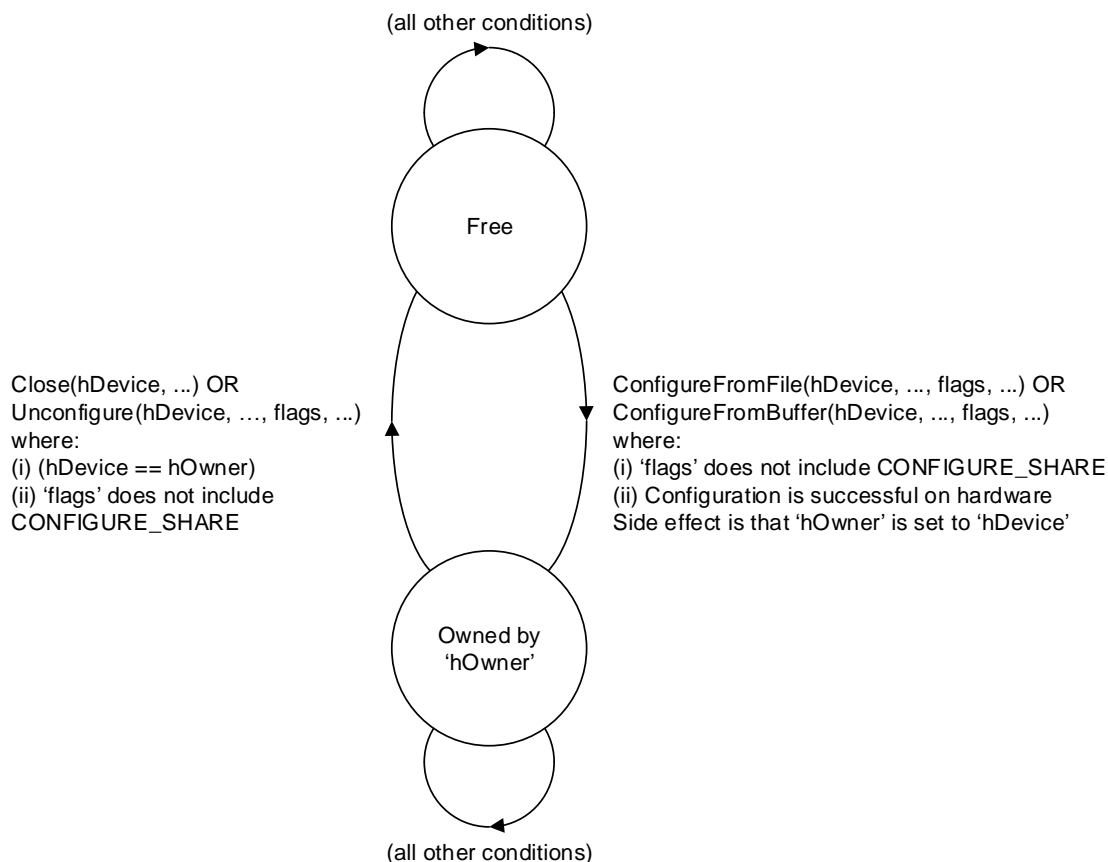 (all other conditions)
Free
Close(hDevice, ...) OR
Unconfigure(hDevice, …, flags, ...)
where:
(i) (hDevice == hOwner)
(ii) ‘flags’ does not include
CONFIGURE_SHARE
ConfigureFromFile(hDevice, ..., flags, ...) OR
ConfigureFromBuffer(hDevice, ..., flags, ...)
where:
(i) ‘flags’ does not include CONFIGURE_SHARE
(ii) Configuration is successful on hardware
Side effect is that ‘hOwner’ is set to ‘hDevice’
Owned by
‘hOwner’
(all other conditions)